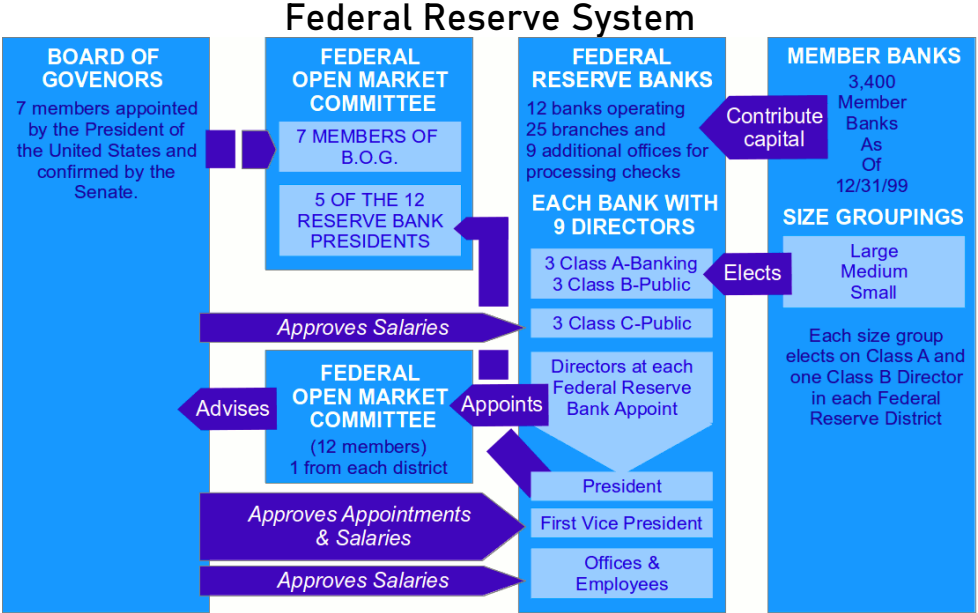 Federal Reserve System
BOARD OF
GOVENORS
7 members appointed
by the President of
the United States and
confirmed by the
Senate.
FEDERAL
OPEN MARKET
COMMITTEE
7 MEMBERS OF
B.O.G.
5 OF THE 12
RESERVE BANK
PRESIDENTS
Approves Salaries
FEDERAL
OPEN MARKET
COMMITTEE
(12 members)
1 from each district
Advises
Appoints
Approves Appointments
& Salaries
Approves Salaries
FEDERAL
RESERVE BANKS
12 banks operating
25 branches and
9 additional offices for
processing checks
EACH BANK WITH
9 DIRECTORS
3 Class A-Banking
3 Class B-Public
3 Class C-Public
Directors at each
Federal Reserve
Bank Appoint
President
First Vice President
Offices &
Employees
Contribute
capital
Elects
MEMBER BANKS
3,400
Member
Banks
As
Of
12/31/99
SIZE GROUPINGS
Large
Medium
Small
Each size group
elects on Class A and
one Class B Director
in each Federal
Reserve District